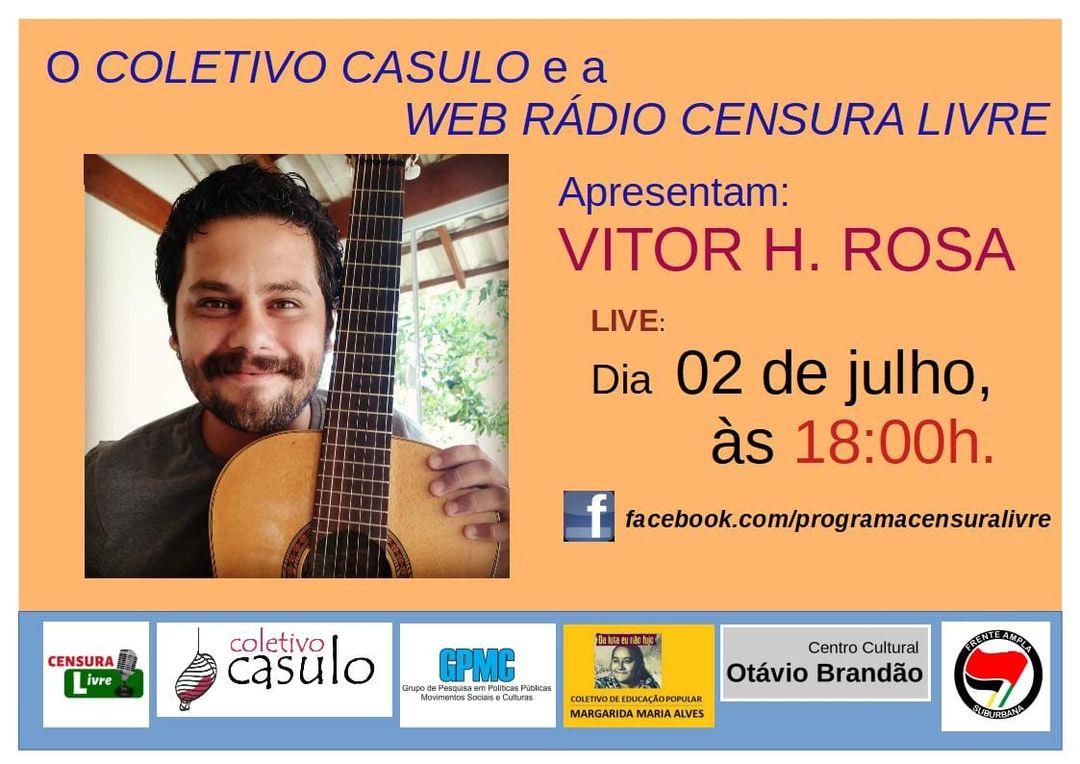 O COLETIVO CASULO e a
WEB RÁDIO CENSURA LIVRE
Apresentam:
VITOR H. ROSA
LIVE:
Dia 02 de julho,
às 18:00h.
f facebook.com/programacensuralivre
CENSURA
Livre
coletivo
casulo
GPMC
Grupo de Pesquisa em Políticas Públicas
Movimentos Sociais e Culturas
Da luta eu não fujo
COLETIVO DE EDUCAÇÃO POPULAR
MARGARIDA MARIA ALVES
Centro Cultural
Otávio Brandão
FRENTE AMPLA
SUBURBANA